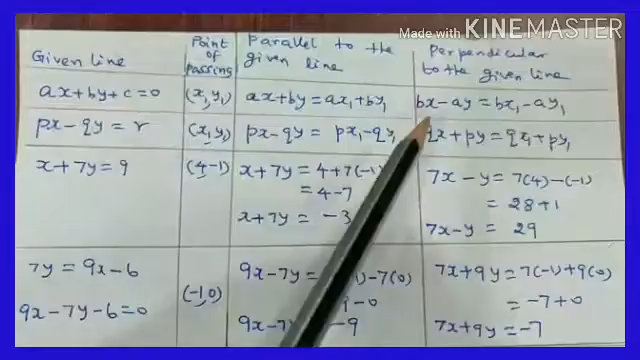 Made with KINEMASTER
Given line
Point of passing
Parallel to the given line
Perpendicular to the given line
ax+by+c=0
(x,y₁)
ax+by=ax₁+by₁
bx-ay=bx₁-ay₁
px-qy=r
(x,y₁)
px-qy= px₁-qy₁
x+py=qx₁+py₁
x+7y=9
(4,-1)
x+7y=4+7(-1
=4-7
x+7y= -3
7x-y=7(4)-(-1)
= 28+1
7x-y= 29
7y=9x-6
9x-7y-6=0
(-1,0)
9x-7y= 1)-7(0)
-0
9x-7 -9
7x+9y=7(-1)+9(0)
= -7+0
7x+9y=-7